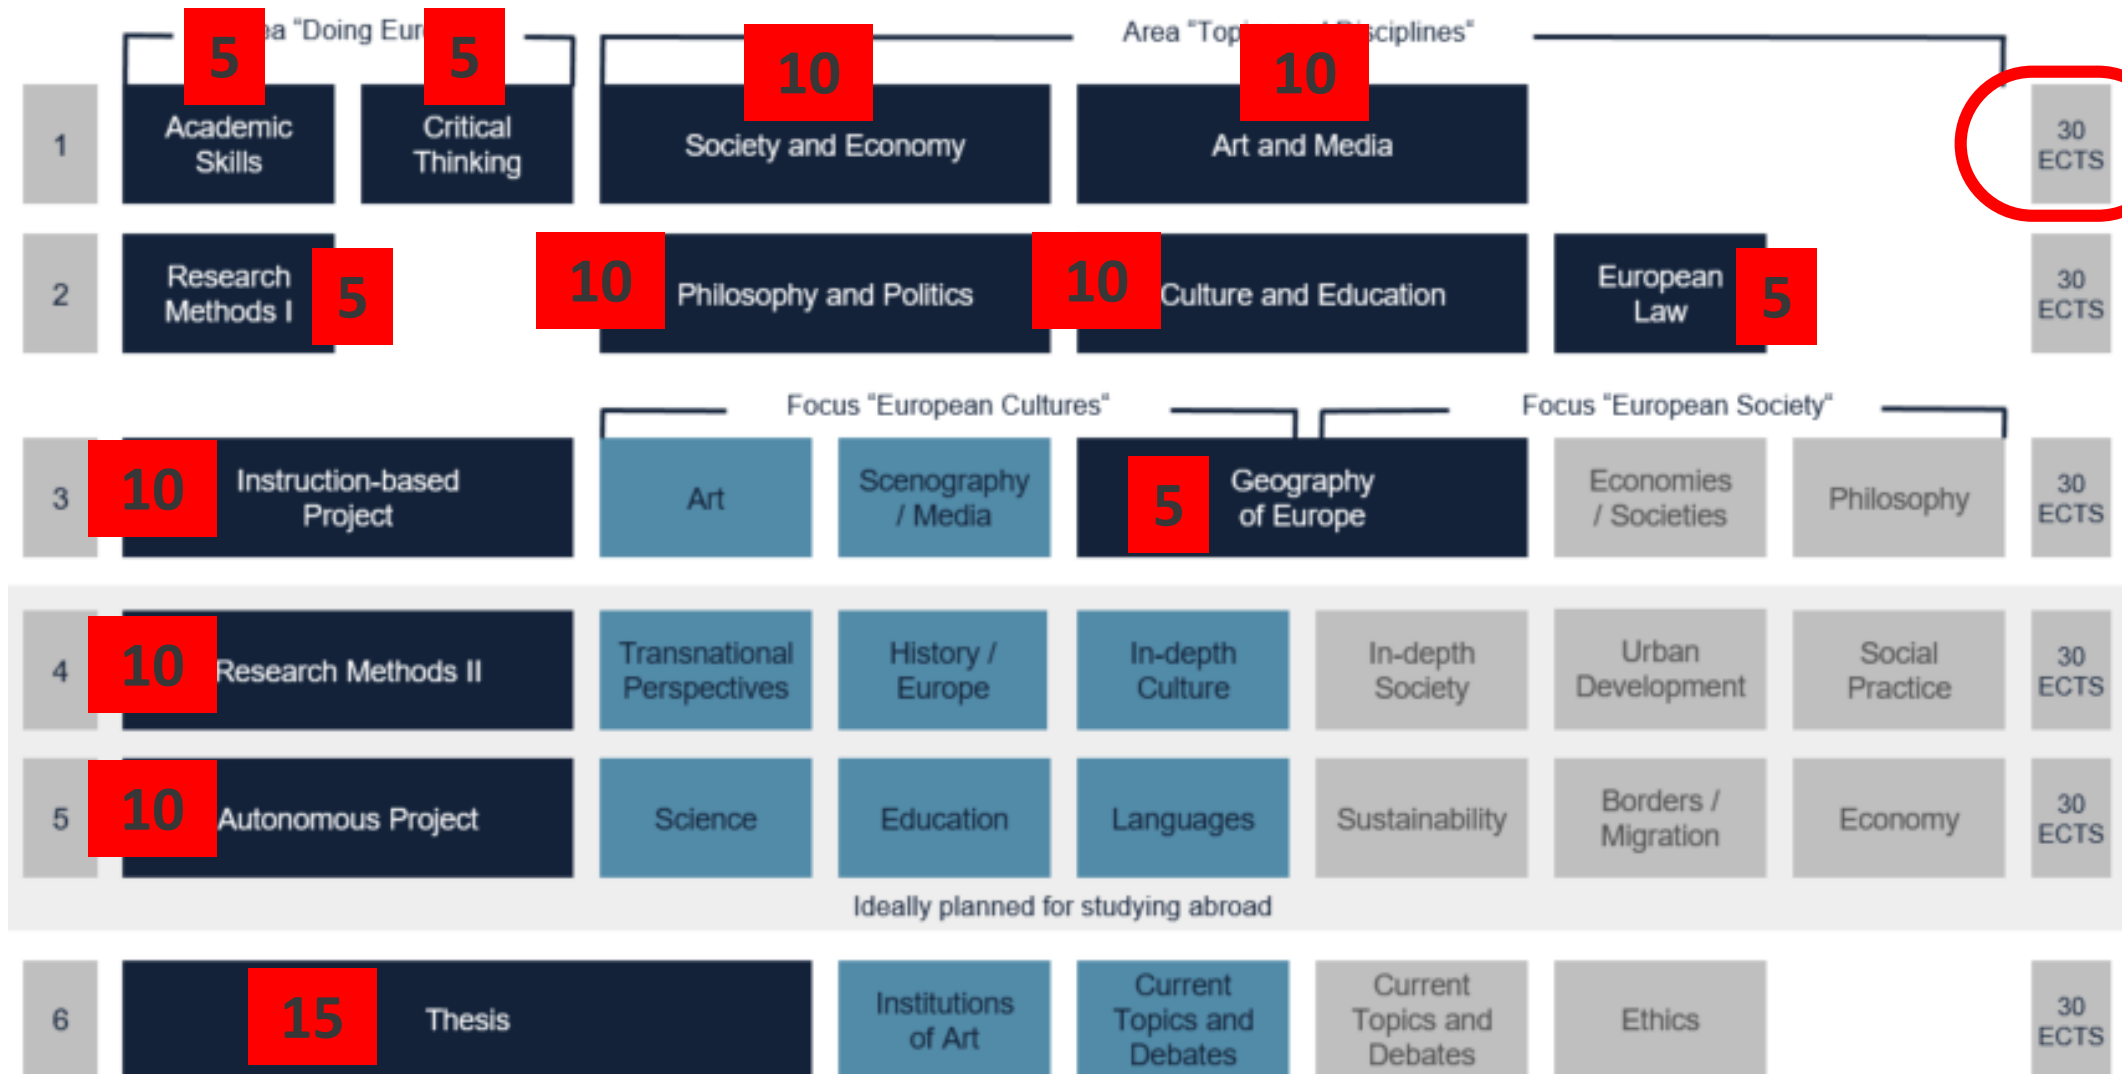 ea "Doing Eur
Area "Top
sciplines"
5
5
10
10
1
Academic
Skills
Critical
Thinking
Society and Economy
Art and Media
30
ECTS
2
Research
Methods I
5
10
Philosophy and Politics
10
Culture and Education
European
Law
5
30
ECTS
Focus "European Cultures"
Focus "European Society"
3
10
Instruction-based
Project
Art
Scenography
/ Media
5
Geography
of Europe
Economies
/ Societies
Philosophy
30
ECTS
4
10
Research Methods II
Transnational
Perspectives
History /
Europe
In-depth
Culture
In-depth
Society
Urban
Development
Social
Practice
30
ECTS
5
10
Autonomous Project
Science
Education
Languages
Sustainability
Borders /
Migration
Economy
30
ECTS
Ideally planned for studying abroad
6
15
Thesis
Institutions
of Art
Current
Topics and
Debates
Current
Topics and
Debates
Ethics
30
ECTS